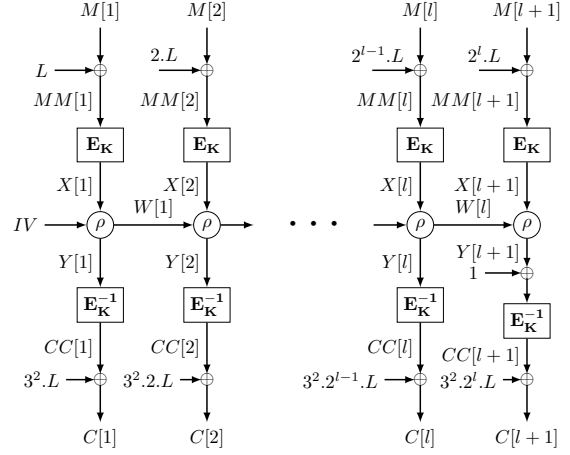 M[1] M[2] M[l] M[l+1]
L 2.L 2^{l−1}.L 2^l.L
MM[1] MM[2] MM[l] MM[l+1]
E_K E_K E_K E_K
X[1] X[2] X[l] X[l+1]
IV ρ W[1] ρ · · · ρ W[l] ρ
Y[1] Y[2] Y[l] Y[l+1]
1
E_K^{−1} E_K^{−1} E_K^{−1} E_K^{−1}
CC[1] CC[2] CC[l] CC[l+1]
3^2.L 3^2.2.L 3^2.2^{l−1}.L 3^2.2^l.L
C[1] C[2] C[l] C[l+1]